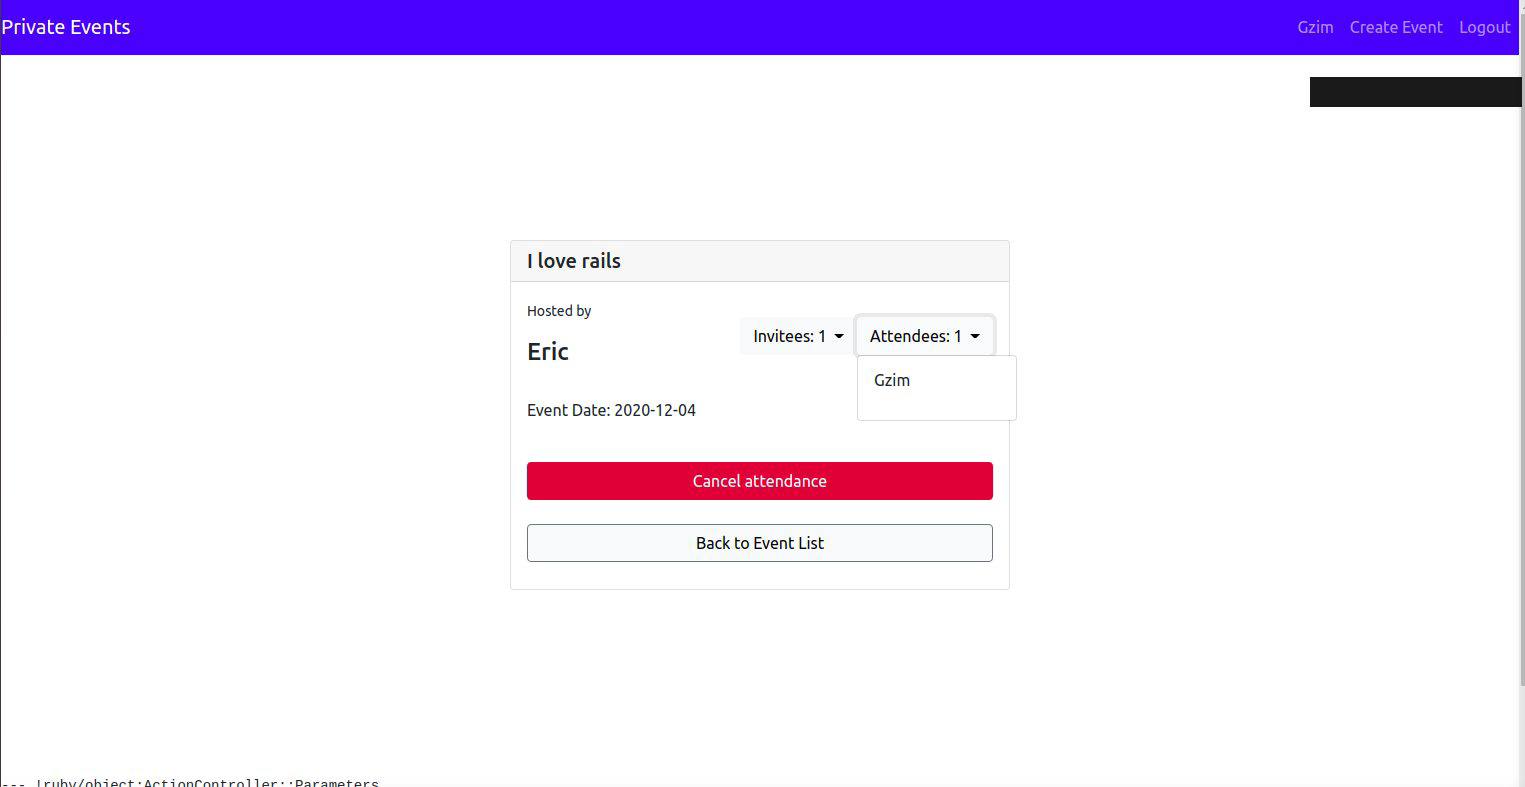 Private Events
Gzim Create Event Logout
I love rails
Hosted by
Eric
Invitees: 1
Attendees: 1
Gzim
Event Date: 2020-12-04
Cancel attendance
Back to Event List
--- !ruby/object:ActionController::Parameters